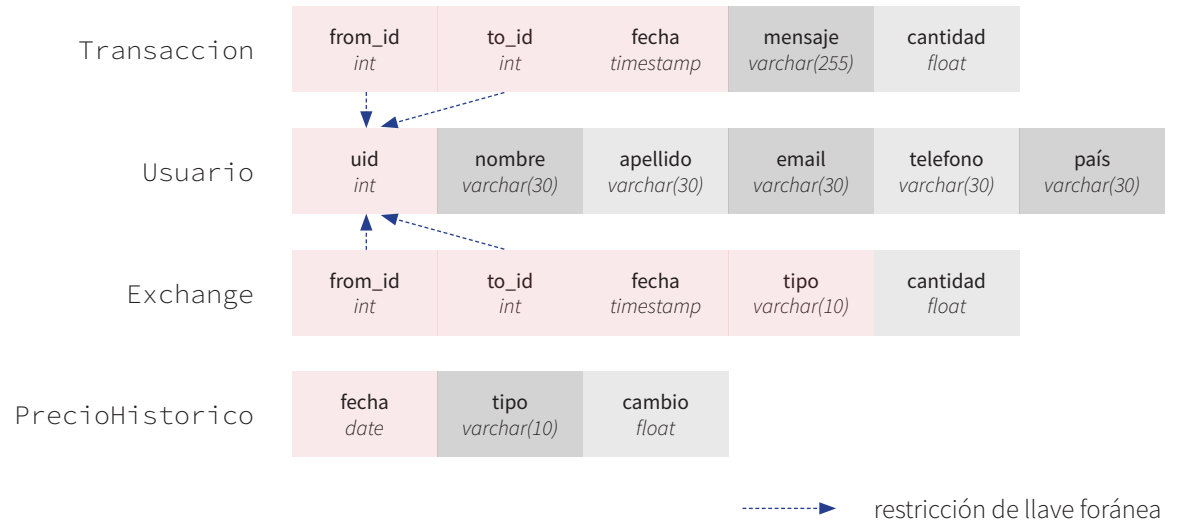 Transaccion
from_id to_id fecha mensaje cantidad
int int timestamp varchar(255) float
Usuario
uid nombre apellido email telefono país
int varchar(30) varchar(30) varchar(30) varchar(30) varchar(30)
Exchange
from_id to_id fecha tipo cantidad
int int timestamp varchar(10) float
PrecioHistorico
fecha tipo cambio
date varchar(10) float
restricción de llave foránea